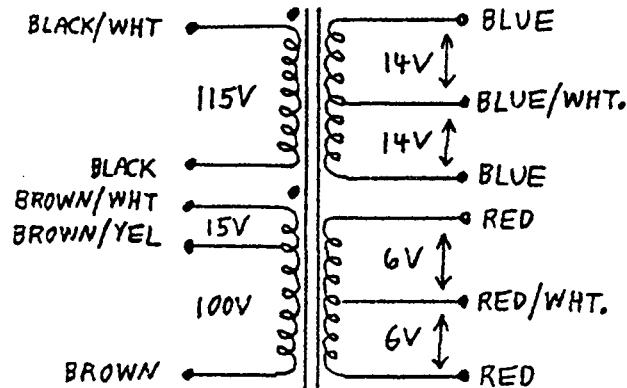 BLACK/WHT
115V
BLACK
BROWN/WHT
15V
BROWN/YEL
100V
BROWN
BLUE
14V
BLUE/WHT.
14V
BLUE
RED
6V
RED/WHT.
6V
RED